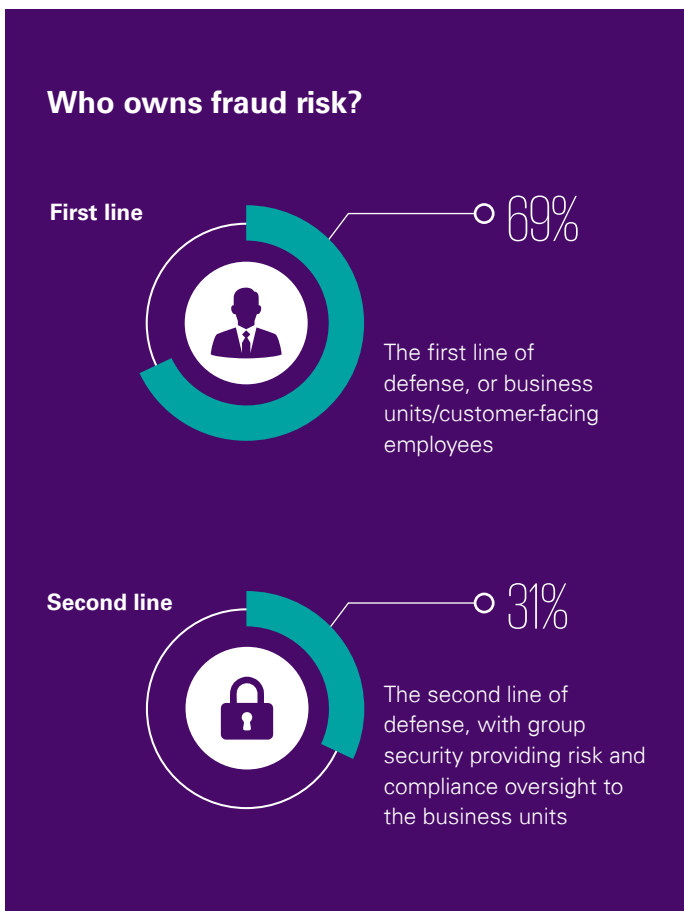 Who owns fraud risk?
First line
69%
The first line of
defense, or business
units/customer-facing
employees
Second line
31%
The second line of
defense, with group
security providing risk and
compliance oversight to
the business units